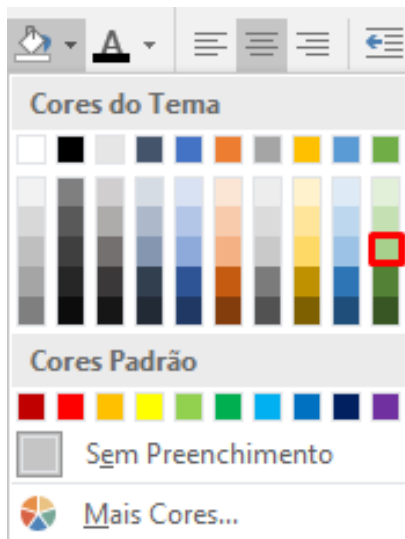 A
Cores do Tema
Cores Padrão
Sem Preenchimento
Mais Cores...